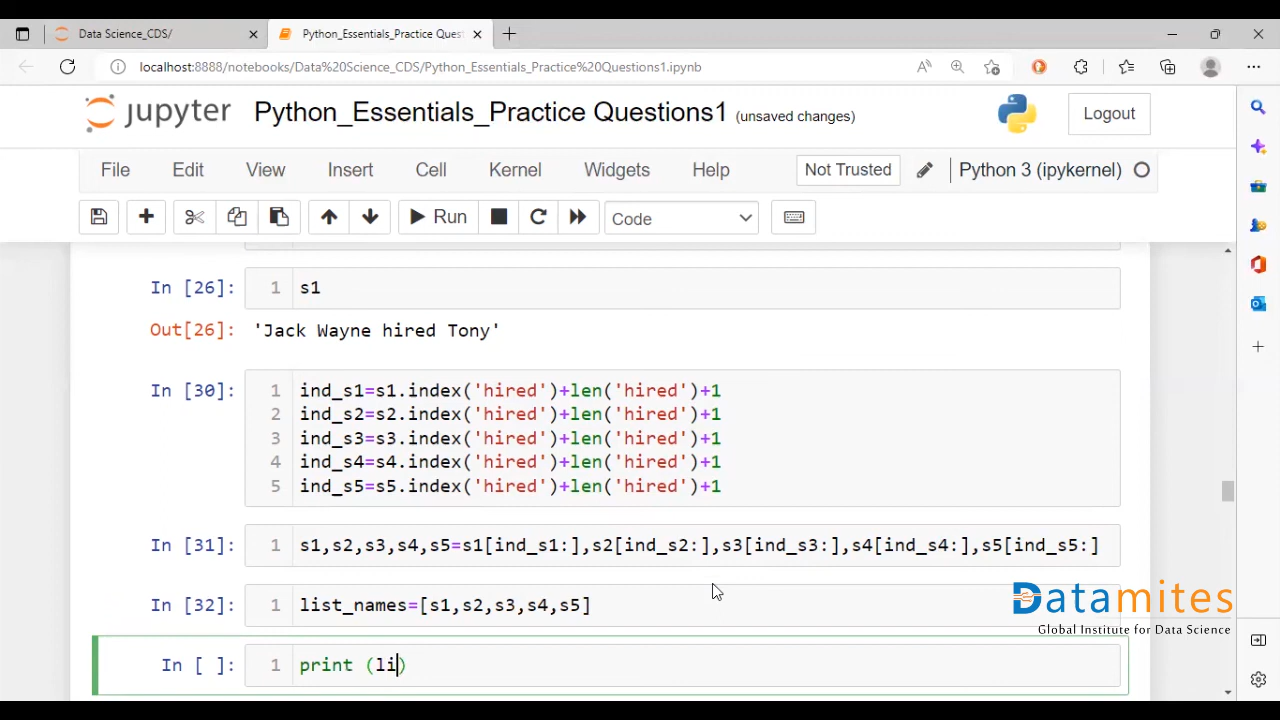 Data Science_CDS/
Python_Essentials_Practice Quest
localhost:8888/notebooks/Data%20Science_CDS/Python_Essentials_Practice%20Questions1.ipynb
jupyter Python_Essentials_Practice Questions1 (unsaved changes)
Logout
File Edit View Insert Cell Kernel Widgets Help
Not Trusted
Python 3 (ipykernel)
Run
Code
In [26]: 1 s1
Out[26]: 'Jack Wayne hired Tony'
In [30]: 1 ind_s1=s1.index('hired')+len('hired')+1
2 ind_s2=s2.index('hired')+len('hired')+1
3 ind_s3=s3.index('hired')+len('hired')+1
4 ind_s4=s4.index('hired')+len('hired')+1
5 ind_s5=s5.index('hired')+len('hired')+1
In [31]: 1 s1,s2,s3,s4,s5=s1[ind_s1:],s2[ind_s2:],s3[ind_s3:],s4[ind_s4:],s5[ind_s5:]
In [32]: 1 list_names=[s1,s2,s3,s4,s5]
Datamites
Global Institute for Data Science
In [ ]: 1 print (li)